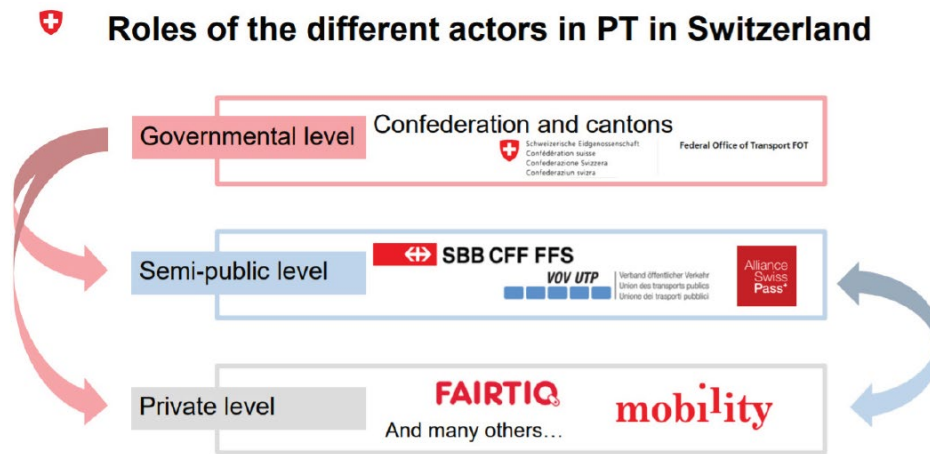 Roles of the different actors in PT in Switzerland
Governmental level
Confederation and cantons
Schweizerische Eidgenossenschaft
Confédération suisse
Confederazione Svizzera
Confederaziun svizra
Federal Office of Transport FOT
Semi-public level
SBB CFF FFS
VÖV UTP
Verband öffentlicher Verkehr
Union des transports publics
Unione dei trasporti pubblici
Alliance
Swiss
Pass*
Private level
FAIRTIQ
mobility
And many others...